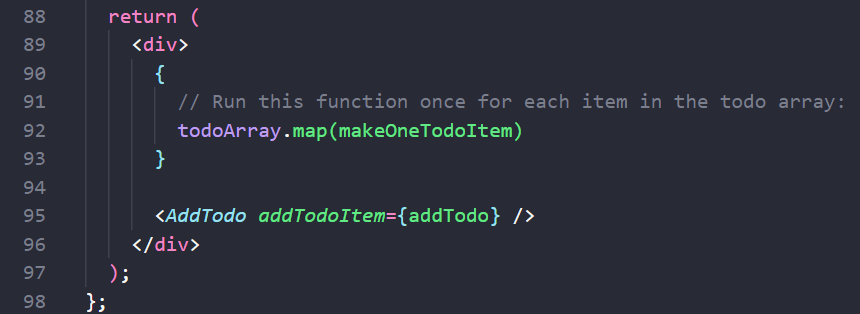 88 return (
89 <div>
90 {
91 // Run this function once for each item in the todo array:
92 todoArray.map(makeOneTodoItem)
93 }
94
95 <AddTodo addTodoItem={addTodo} />
96 </div>
97 );
98 };